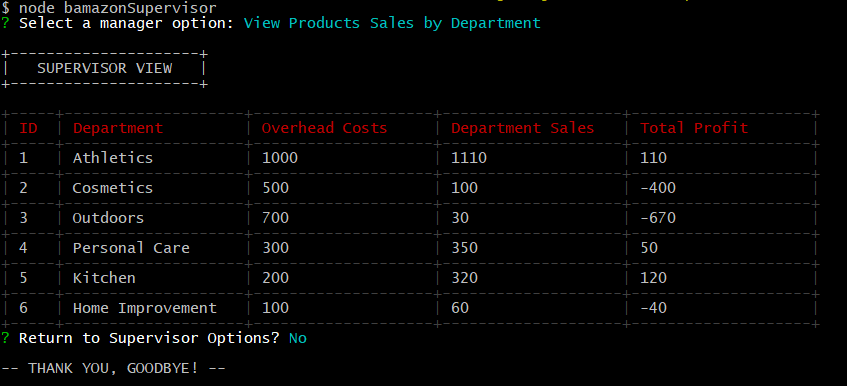 $ node bamazonSupervisor
? Select a manager option: View Products Sales by Department
SUPERVISOR VIEW
ID Department Overhead Costs Department Sales Total Profit
1 Athletics 1000 1110 110
2 Cosmetics 500 100 -400
3 Outdoors 700 30 -670
4 Personal Care 300 350 50
5 Kitchen 200 320 120
6 Home Improvement 100 60 -40
? Return to Supervisor Options? No
-- THANK YOU, GOODBYE! --